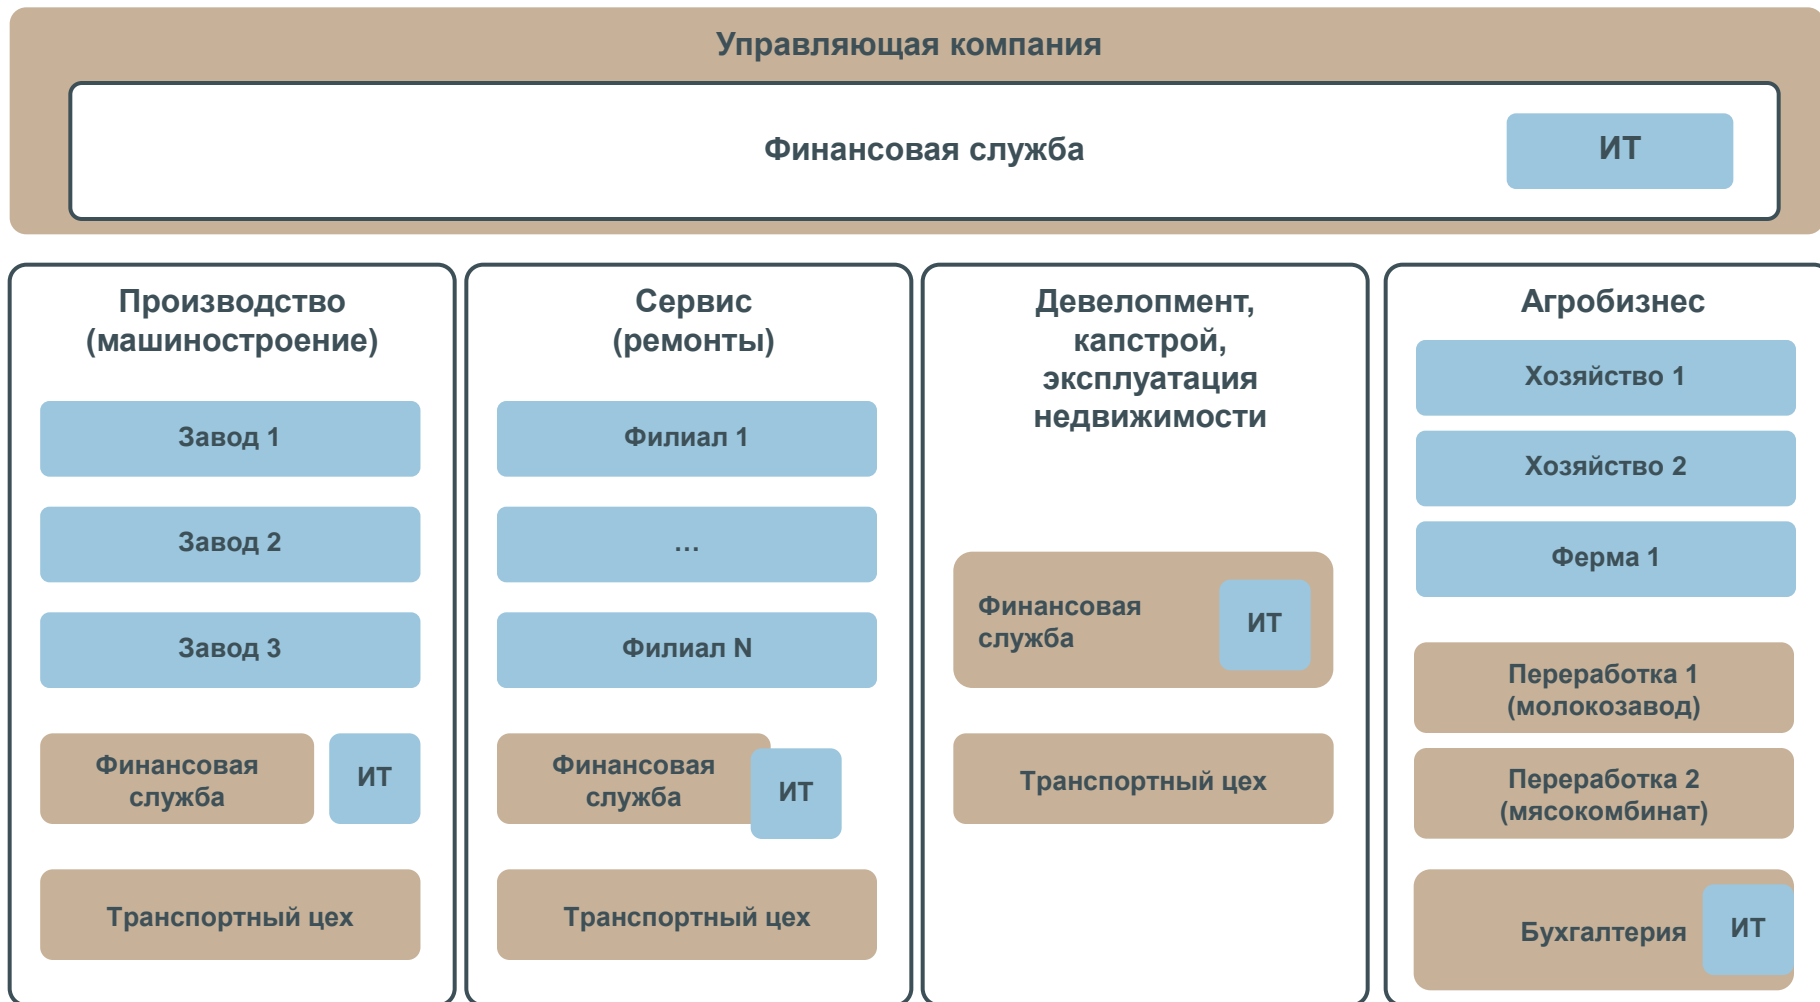 Управляющая компания
Финансовая служба
ИТ
Производство
(машиностроение)
Завод 1
Завод 2
Завод 3
Финансовая
служба
ИТ
Транспортный цех
Сервис
(ремонты)
Филиал 1
…
Филиал N
Финансовая
служба
ИТ
Транспортный цех
Девелопмент,
капстрой,
эксплуатация
недвижимости
Финансовая
служба
ИТ
Транспортный цех
Агробизнес
Хозяйство 1
Хозяйство 2
Ферма 1
Переработка 1
(молокозавод)
Переработка 2
(мясокомбинат)
Бухгалтерия
ИТ